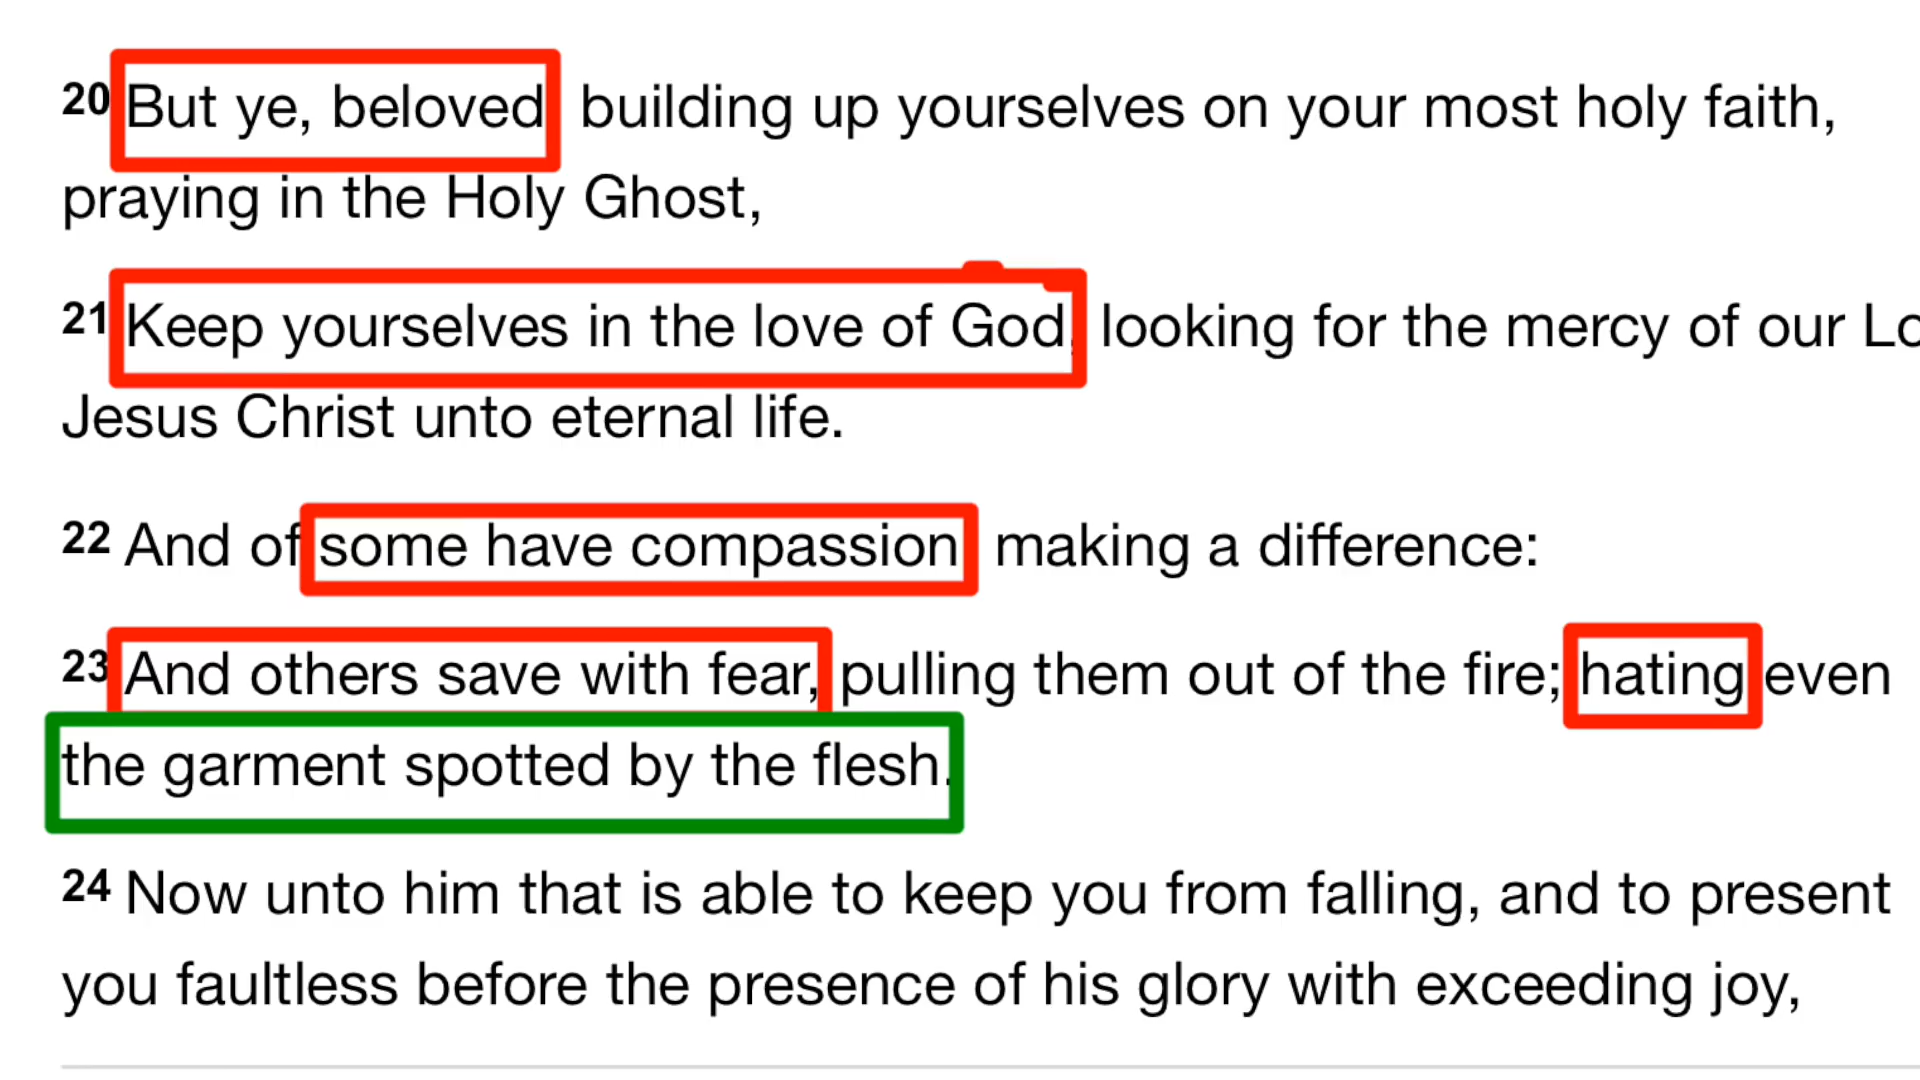 20 But ye, beloved building up yourselves on your most holy faith,
praying in the Holy Ghost,
21 Keep yourselves in the love of God, looking for the mercy of our Lo
Jesus Christ unto eternal life.
22 And of some have compassion making a difference:
23 And others save with fear, pulling them out of the fire; hating even
the garment spotted by the flesh.
24 Now unto him that is able to keep you from falling, and to present
you faultless before the presence of his glory with exceeding joy,